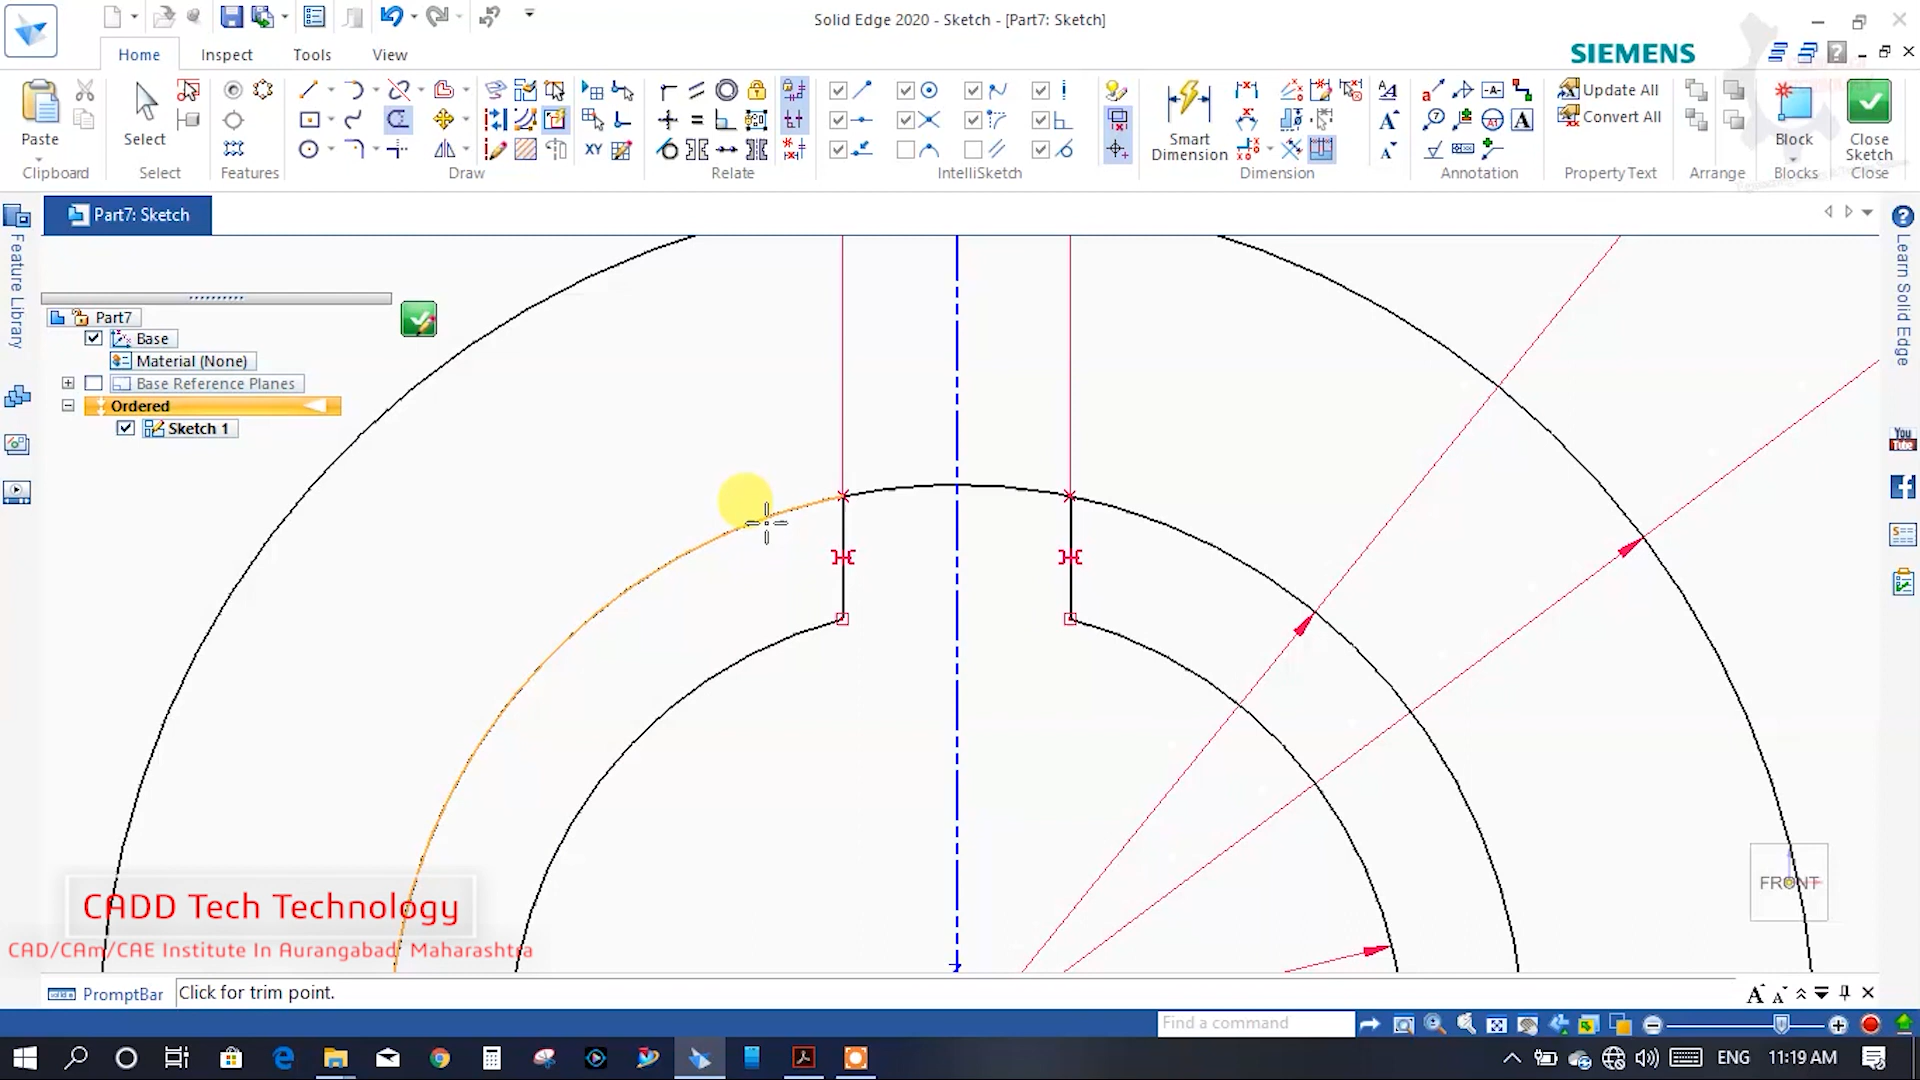 Solid Edge 2020 - Sketch - [Part7: Sketch]
Home
Inspect
Tools
View
SIEMENS
Paste
Clipboard
Select
Select
Features
Draw
Relate
IntelliSketch
Smart
Dimension
Dimension
Annotation
Update All
Convert All
Property Text
Arrange
Block
Blocks
Close
Sketch
Close
Part7: Sketch
Feature Library
Learn Solid Edge
Part7
Base
Material (None)
Base Reference Planes
Ordered
Sketch 1
You
Tube
FRONT
CADD Tech Technology
CAD/CAm/CAE Institute In Aurangabad, Maharashtra
PromptBar
Click for trim point.
Find a command
ENG
11:19 AM